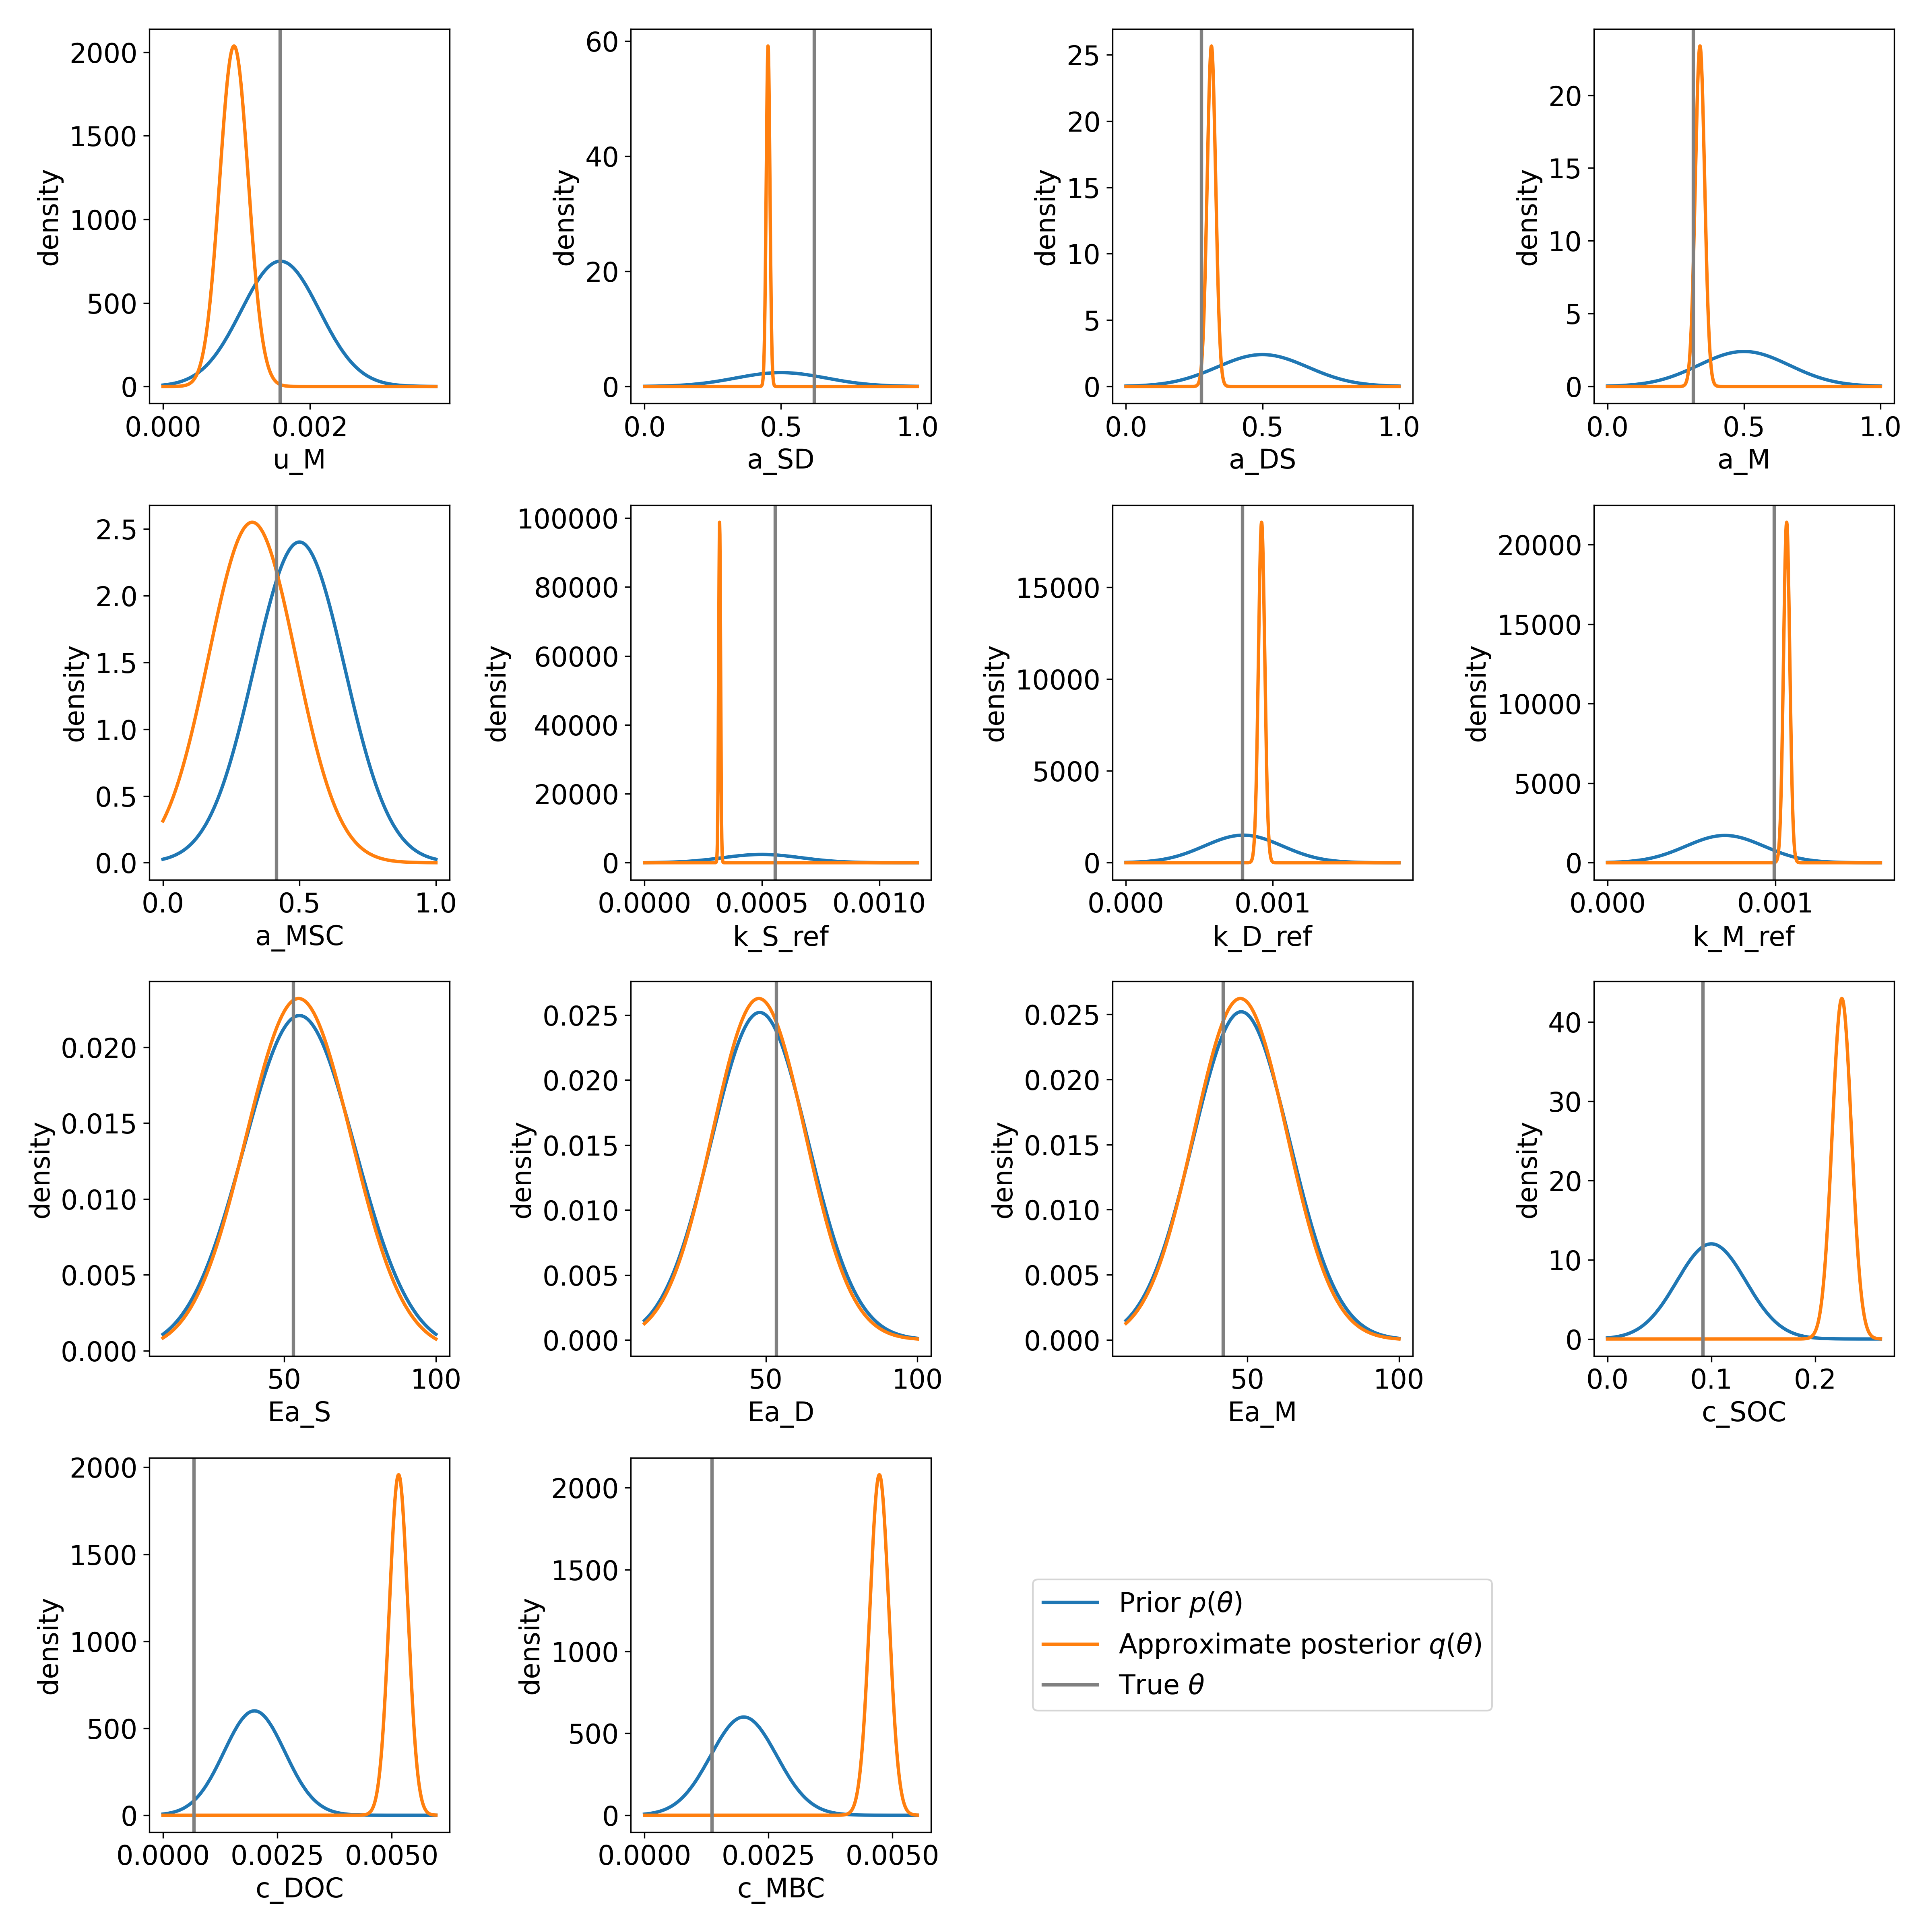 2000
1500
1000
500
0
density
0.000 0.002
u_M
60
40
20
0
density
0.0 0.5 1.0
a_SD
25
20
15
10
5
0
density
0.0 0.5 1.0
a_DS
20
15
10
5
0
density
0.0 0.5 1.0
a_M
2.5
2.0
1.5
1.0
0.5
0.0
density
0.0 0.5 1.0
a_MSC
100000
80000
60000
40000
20000
0
density
0.0000 0.0005 0.0010
k_S_ref
15000
10000
5000
0
density
0.000 0.001
k_D_ref
20000
15000
10000
5000
0
density
0.000 0.001
k_M_ref
0.020
0.015
0.010
0.005
0.000
density
50 100
Ea_S
0.025
0.020
0.015
0.010
0.005
0.000
density
50 100
Ea_D
0.025
0.020
0.015
0.010
0.005
0.000
density
50 100
Ea_M
40
30
20
10
0
density
0.0 0.1 0.2
c_SOC
2000
1500
1000
500
0
density
0.0000 0.0025 0.0050
c_DOC
2000
1500
1000
500
0
density
0.0000 0.0025 0.0050
c_MBC
Prior p(θ)
Approximate posterior q(θ)
True θ